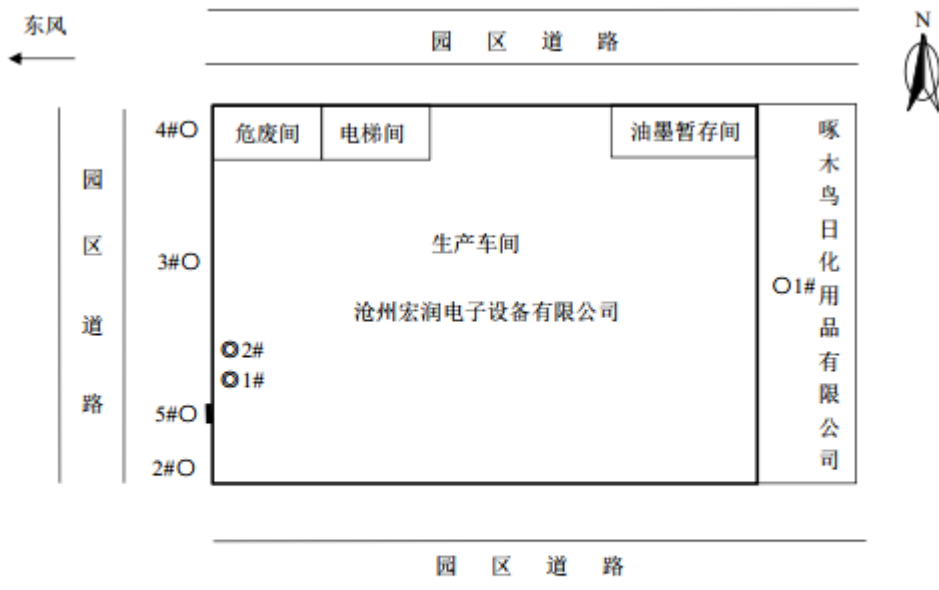 东风
N
园区道路
4#
危废间
电梯间
油墨暂存间
啄木鸟日化用品有限公司
园区道路
生产车间
3#
1#
沧州宏润电子设备有限公司
2#
1#
5#
2#
园区道路